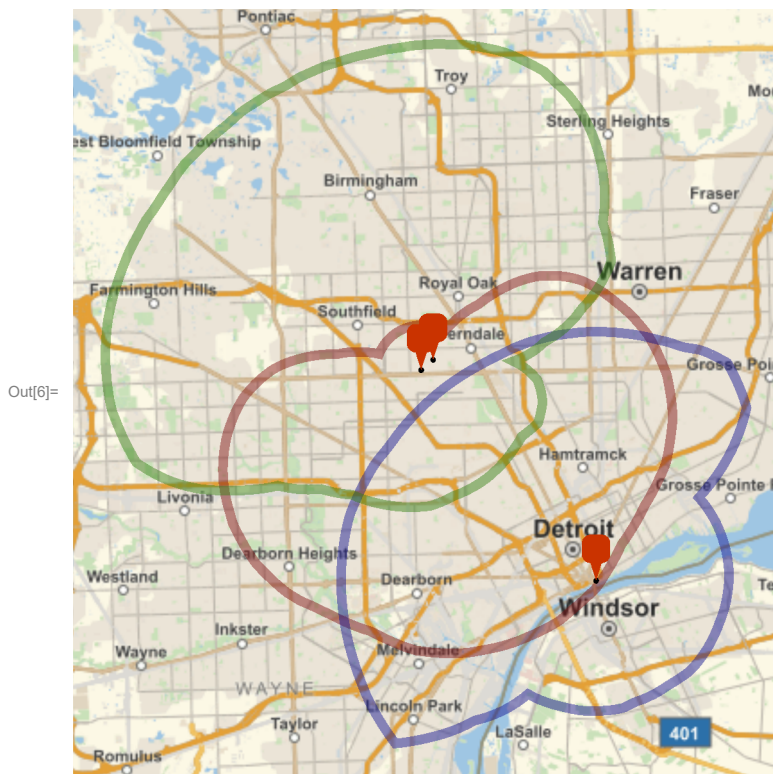 Pontiac
Troy
Mo
est Bloomfield Township
Sterling Heights
Birmingham
Fraser
Warren
Farmington Hills
Royal Oak
Southfield
erndale
Grosse Poi
Out[6]=
Hamtramck
Grosse Pointe
Livonia
Detroit
Dearborn Heights
Westland
Dearborn
Te
Windsor
Inkster
Wayne
Melvindale
WAYNE
Lincoln Park
Taylor
LaSalle
401
Romulus